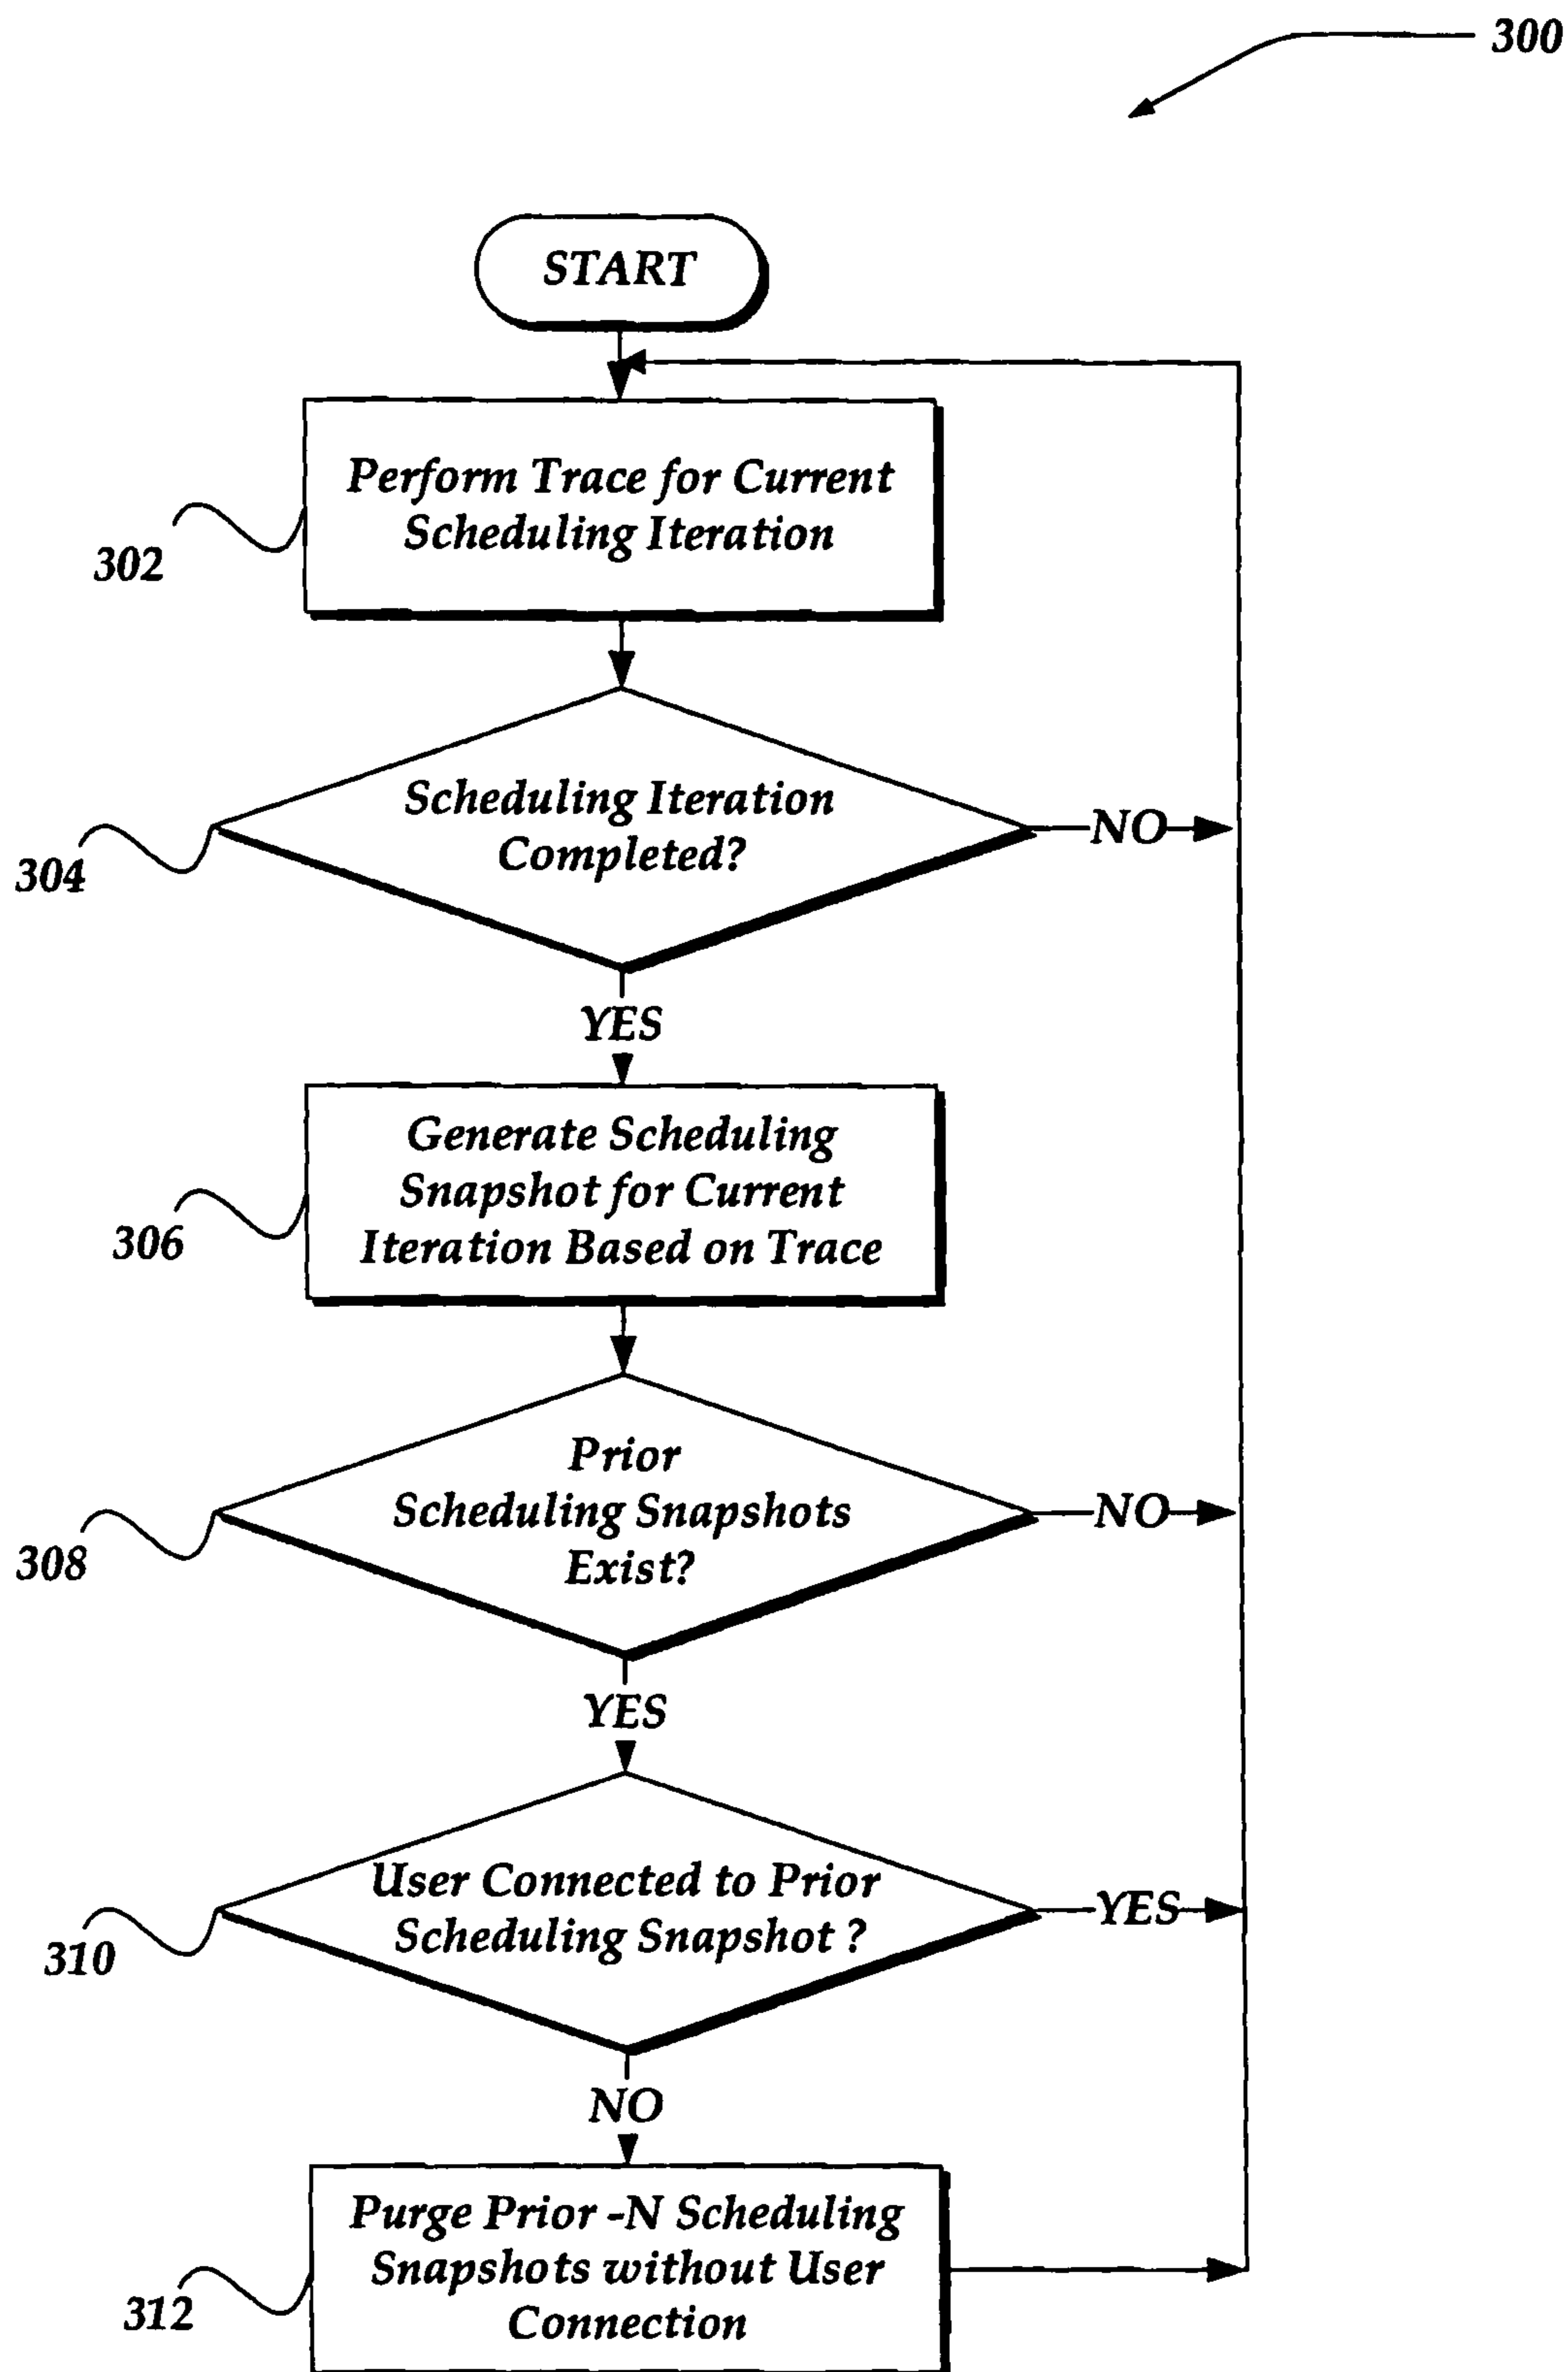 300
START
Perform Trace for Current
Scheduling Iteration
302
Scheduling Iteration
Completed?
NO
304
YES
Generate Scheduling
Snapshot for Current
Iteration Based on Trace
306
Prior
Scheduling Snapshots
Exist?
NO
308
YES
User Connected to Prior
Scheduling Snapshot ?
YES
310
NO
Purge Prior -N Scheduling
Snapshots without User
Connection
312